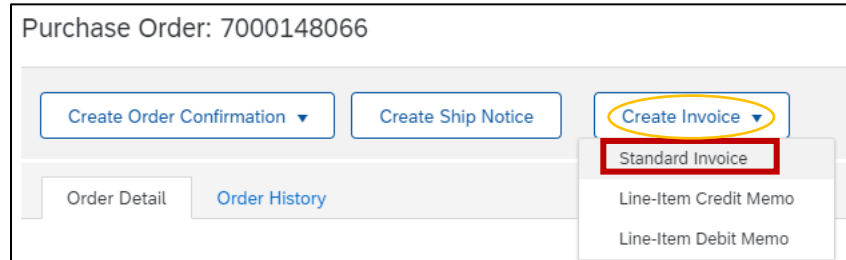 Purchase Order: 7000148066
Create Order Confirmation ▼ Create Ship Notice Create Invoice ▼
Standard Invoice
Order Detail Order History Line-Item Credit Memo
Line-Item Debit Memo